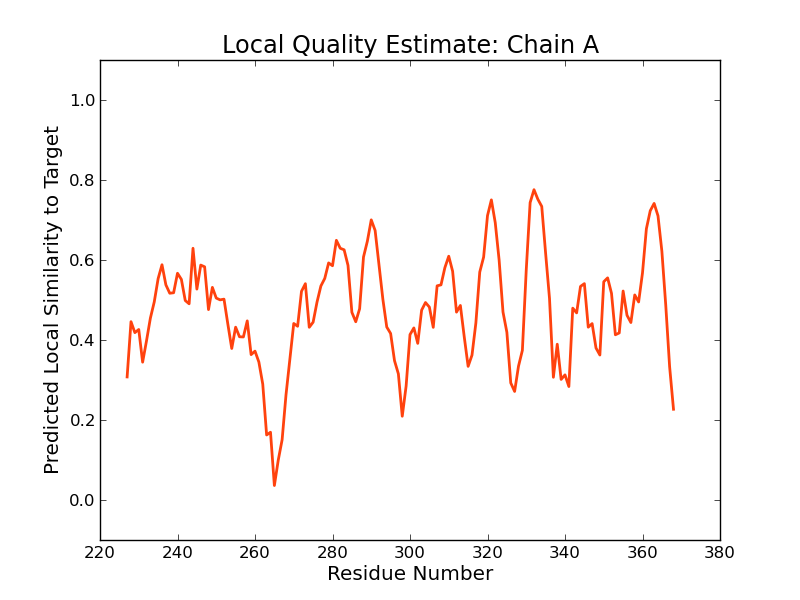 Local Quality Estimate: Chain A
Predicted Local Similarity to Target
1.0
0.8
0.6
0.4
0.2
0.0
220 240 260 280 300 320 340 360 380
Residue Number